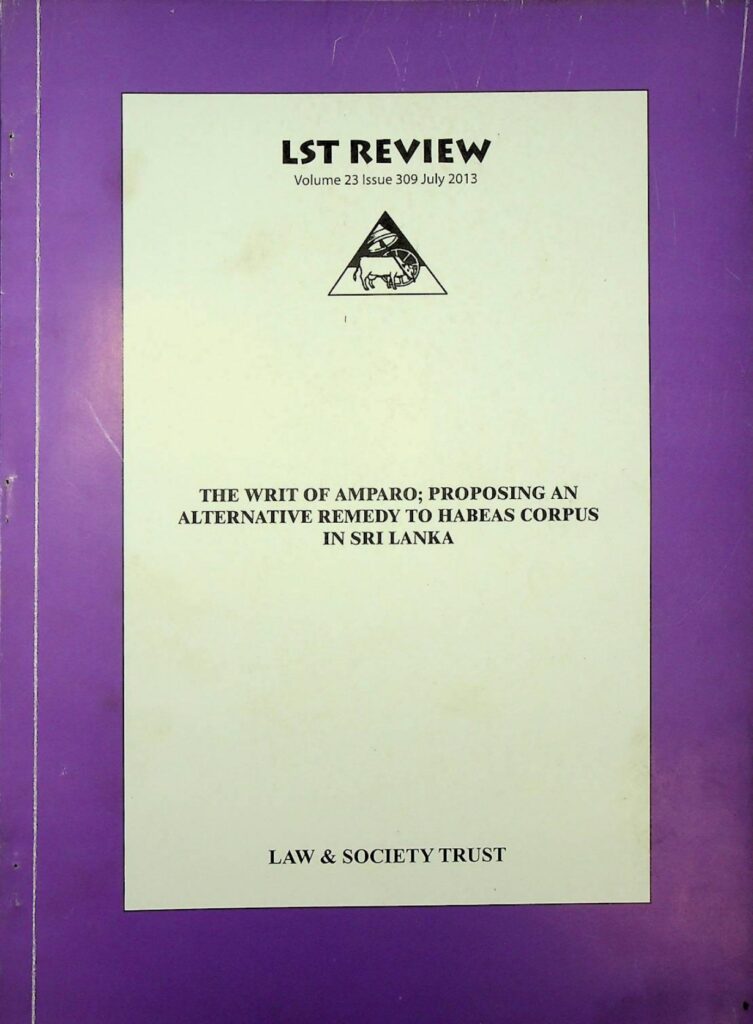 LST REVIEW
Volume 23 Issue 309 July 2013
THE WRIT OF AMPARO; PROPOSING AN
ALTERNATIVE REMEDY TO HABEAS CORPUS
IN SRI LANKA
LAW & SOCIETY TRUST